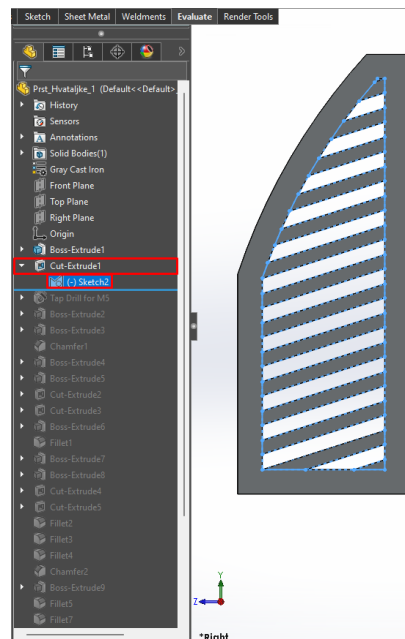 Sketch Sheet Metal Weldments Evaluate Render Tools
Prst_Hvataljke_1 (Default<<Default>_
History
Sensors
Annotations
Solid Bodies(1)
Gray Cast Iron
Front Plane
Top Plane
Right Plane
Origin
Boss-Extrude1
Cut-Extrude1
(-) Sketch2
Tap Drill for M5
Boss-Extrude2
Boss-Extrude3
Chamfer1
Boss-Extrude4
Boss-Extrude5
Cut-Extrude2
Cut-Extrude3
Boss-Extrude6
Fillet1
Boss-Extrude7
Boss-Extrude8
Cut-Extrude4
Cut-Extrude5
Fillet2
Fillet3
Fillet4
Chamfer2
Boss-Extrude9
Fillet5
Fillet7
Y
Z
*Right